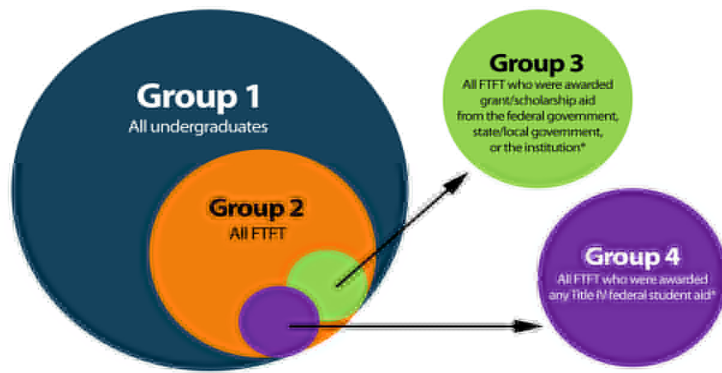 Group 1
All undergraduates
Group 2
All FTFT
Group 3
All FTFT who were awarded
grant/scholarship aid
from the federal government,
state/local government,
or the institution*
Group 4
All FTFT who were awarded
any Title IV federal student aid*